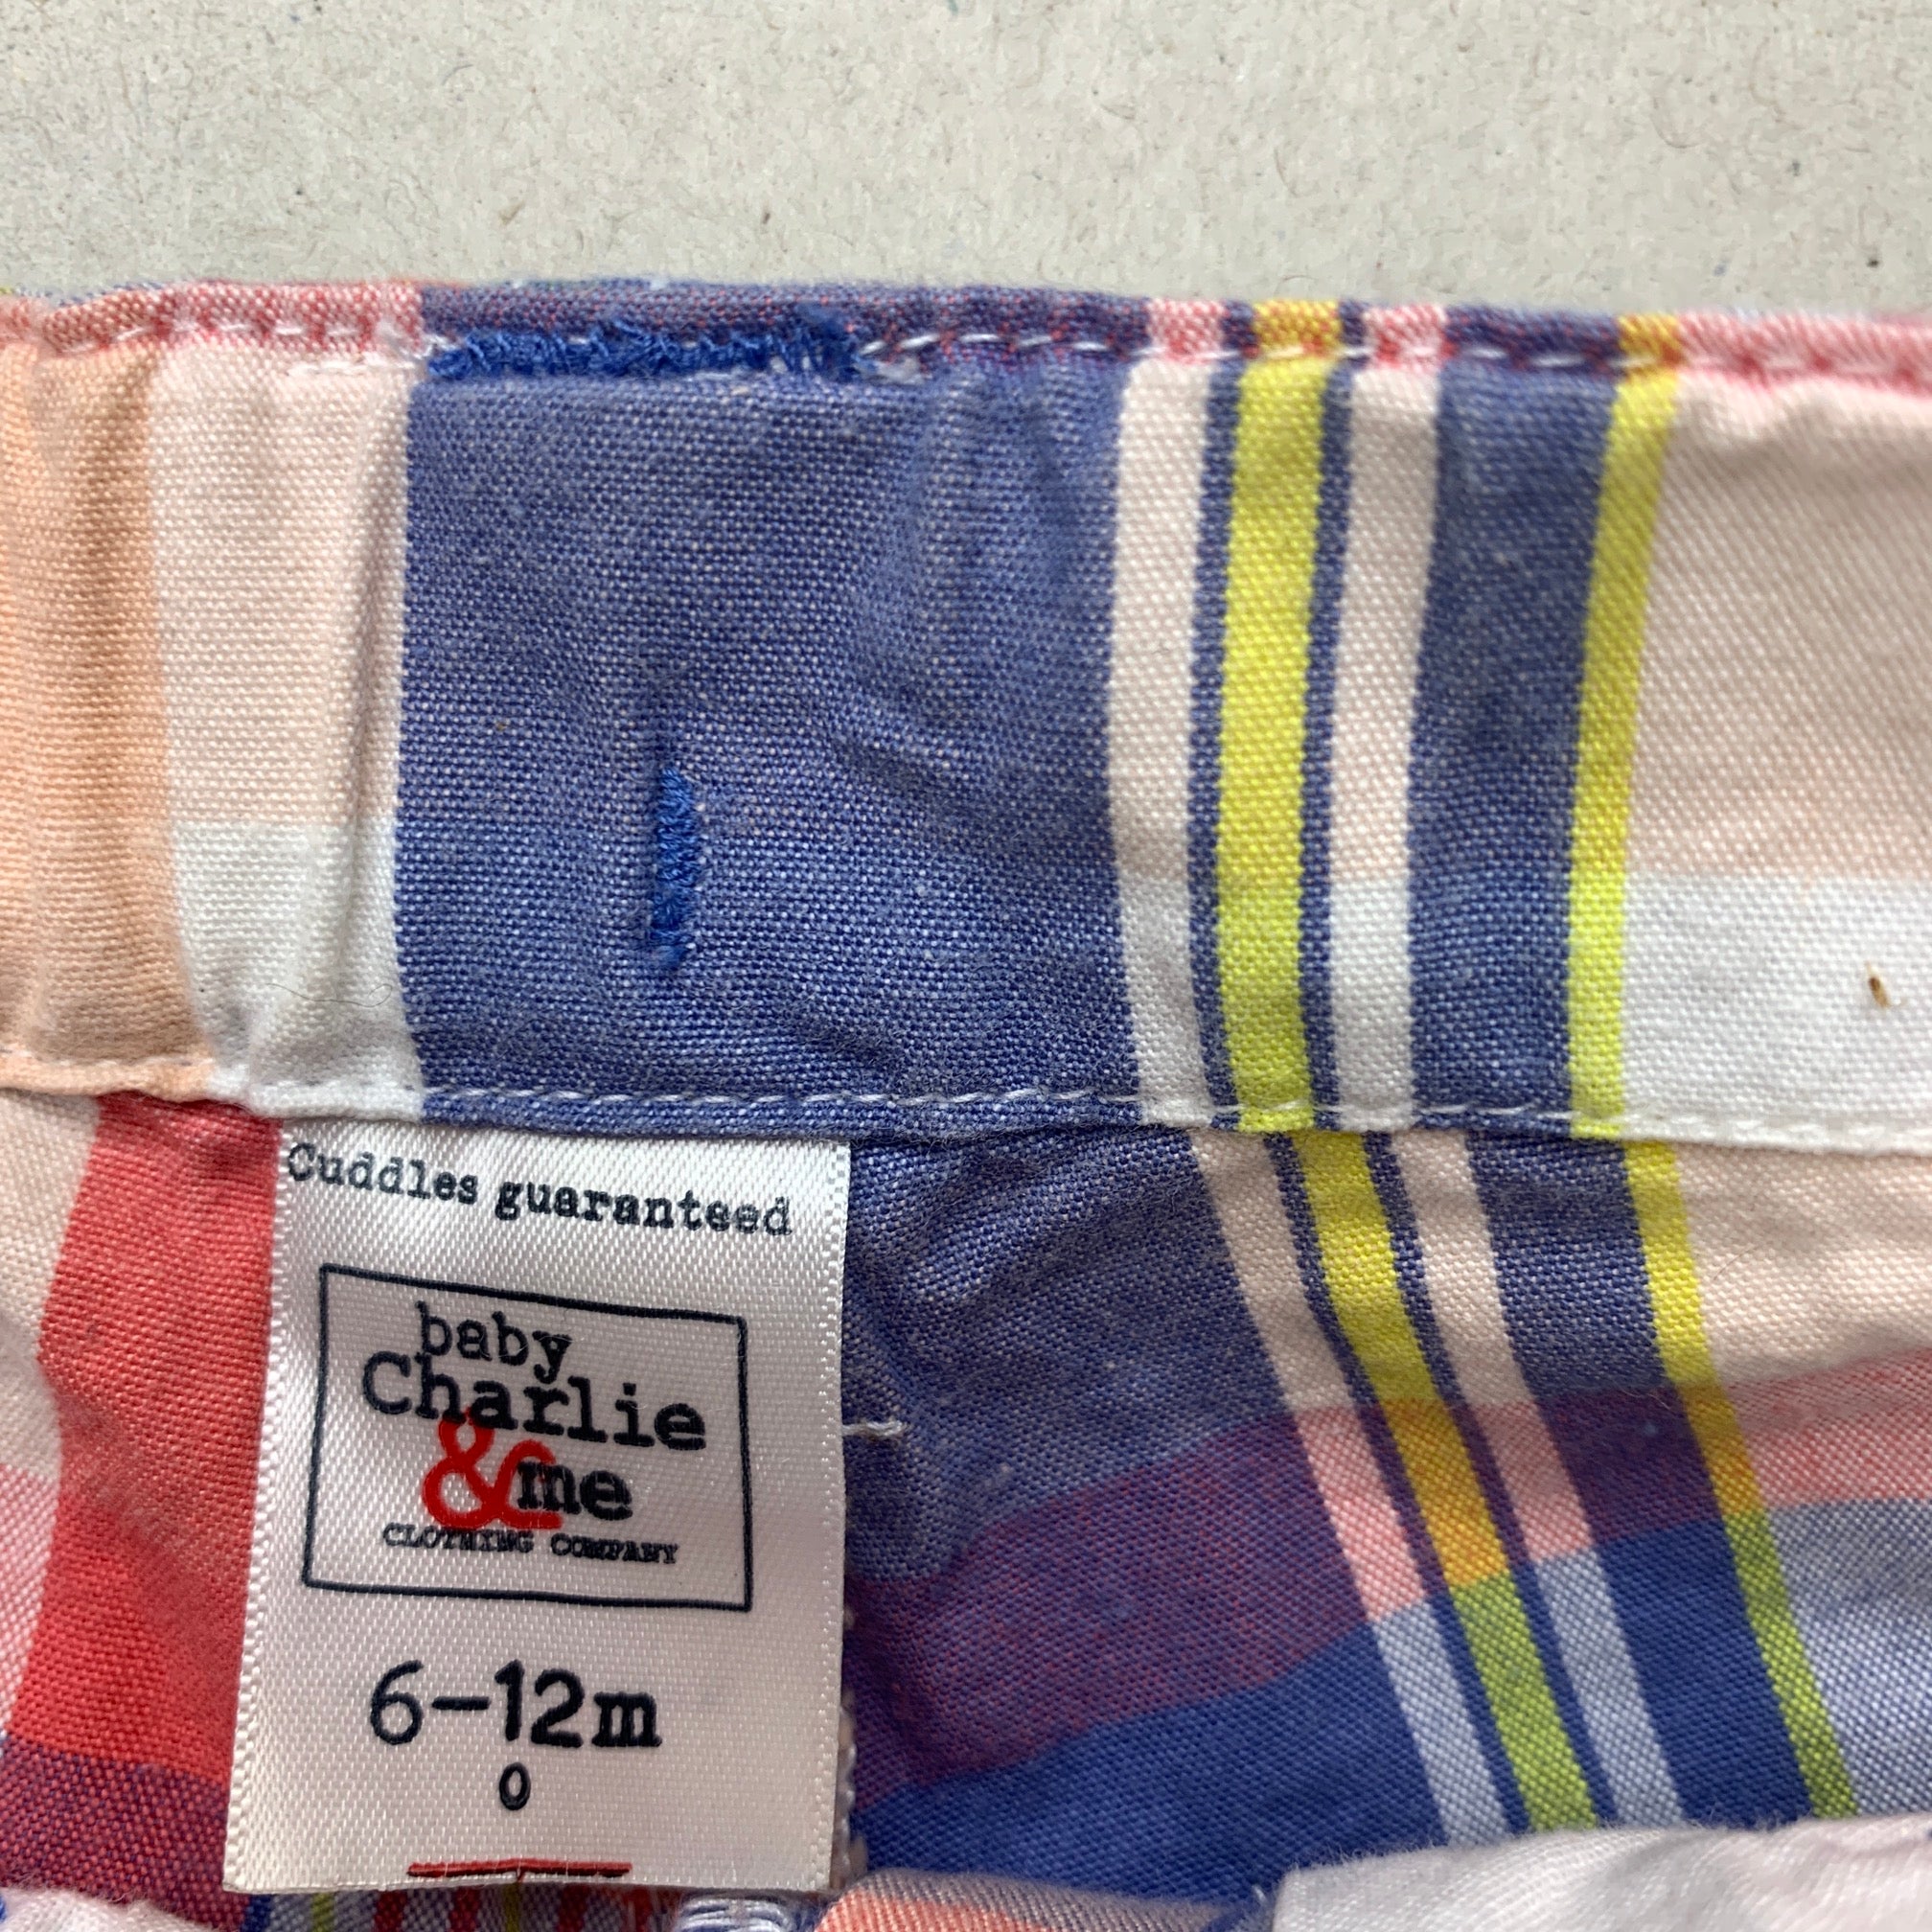 Cuddles guaranteed
baby
Charlie
&me
CLOTHING COMPANY
6-12m
0